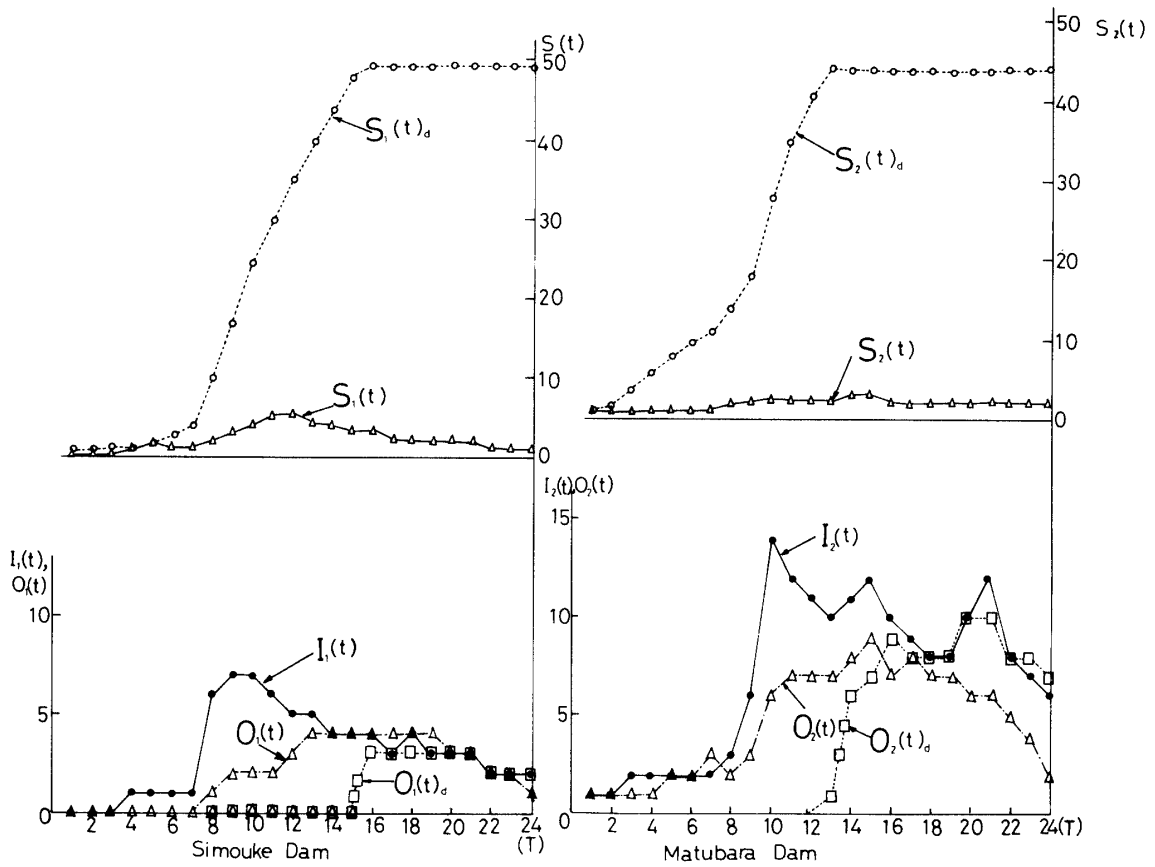 S(t)
50
40
30
20
10
0
S₁(t)d
S₁(t)
50 S₂(t)
40
30
20
10
0
S₂(t)d
S₂(t)
I₁(t),
O₁(t)
10
5
0
I₁(t)
O₁(t)
O₁(t)d
2 4 6 8 10 12 14 16 18 20 22 24
(T)
Simouke Dam
I₂(t),O₂(t)
15
10
5
0
I₂(t)
O₂(t)
O₂(t)d
2 4 6 8 10 12 14 16 18 20 22 24(T)
Matubara Dam